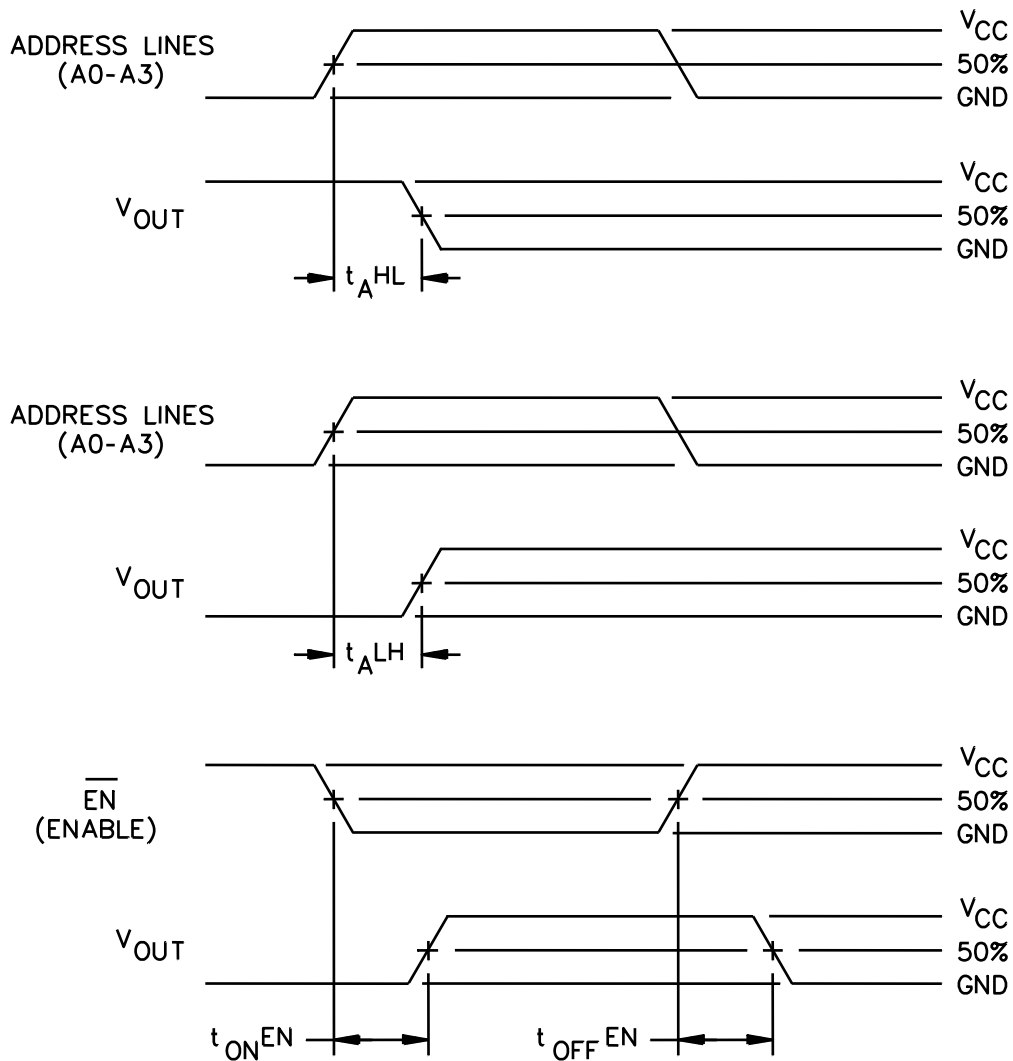 ADDRESS LINES
(A0-A3)
VCC
50%
GND
VOUT
VCC
50%
GND
tAHL
ADDRESS LINES
(A0-A3)
VCC
50%
GND
VOUT
VCC
50%
GND
tALH
EN
(ENABLE)
VCC
50%
GND
VOUT
VCC
50%
GND
tONEN
tOFFEN